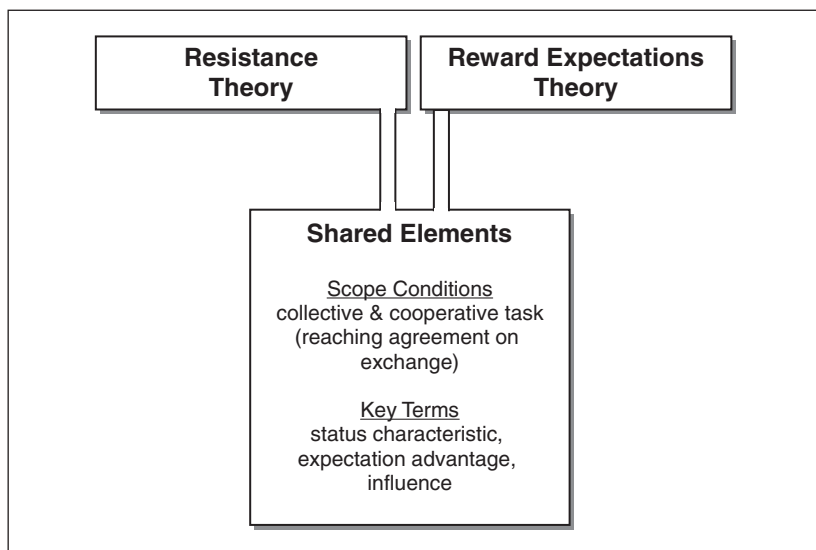 Resistance
Theory
Reward Expectations
Theory
Shared Elements
Scope Conditions
collective & cooperative task
(reaching agreement on
exchange)
Key Terms
status characteristic,
expectation advantage,
influence